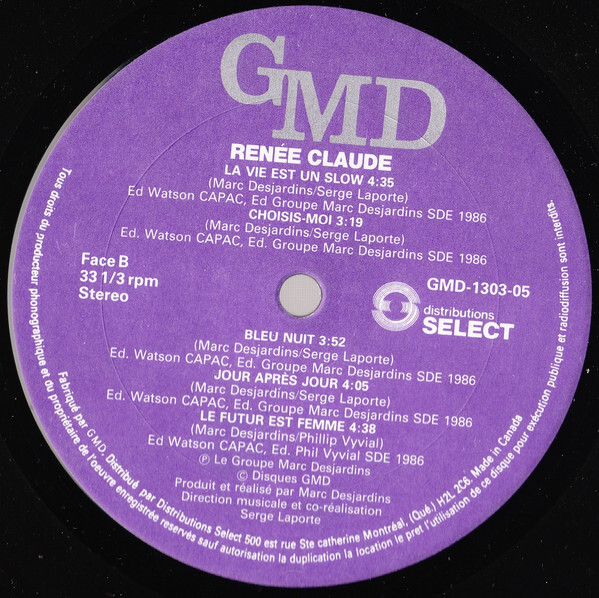 GMD
RENÉE CLAUDE
LA VIE EST UN SLOW 4:35
(Marc Desjardins/Serge Laporte)
Ed Watson CAPAC, Ed. Groupe Marc Desjardins SDE 1986
CHOISIS-MOI 3:19
(Marc Desjardins/Serge Laporte)
Ed. Watson CAPAC, Ed. Groupe Marc Desjardins SDE 1986
Face B
33 1/3 rpm
Stereo
GMD-1303-05
distributions
SELECT
BLEU NUIT 3:52
(Marc Desjardins/Serge Laporte)
Ed. Watson CAPAC, Ed. Groupe Marc Desjardins SDE 1986
JOUR APRÉS JOUR 4:05
(Marc Desjardins/Serge Laporte)
Ed. Watson CAPAC, Ed. Groupe Marc Desjardins SDE 1986
LE FUTUR EST FEMME 4:38
(Marc Desjardins/Phillip Vyvial)
Ed Watson CAPAC, Ed. Phil Vyvial SDE 1986
Ⓟ Le Groupe Marc Desjardins
© Disques GMD
Produit et réalisé par Marc Desjardins
Direction musicale et co-réalisation
Serge Laporte
Fabriqué par G.M.D. Distribué par Distributions Select 500 est rue Ste catherine Montréal, (Qué.) H2L 2C6. Made in Canada
Tous droits du producteur phonographique et du propriétaire de l'oeuvre enregistrée réservés sauf autorisation la duplication la location le pret l'utilisation de ce disque pour exécution publique et radiodiffusion sont interdits.